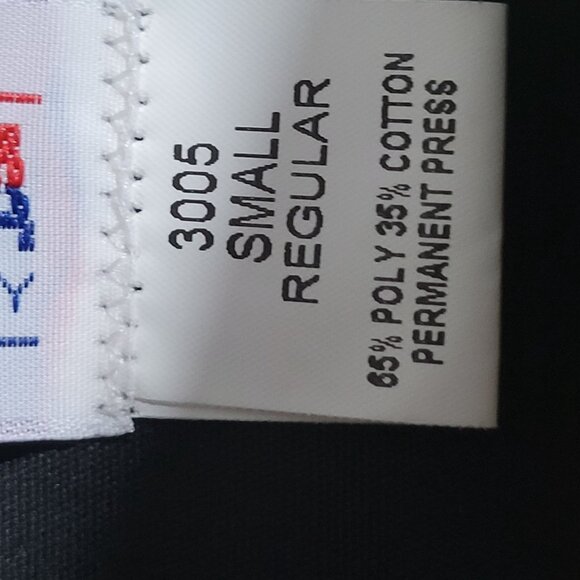 3005
SMALL
REGULAR
65% POLY 35% COTTON
PERMANENT PRESS